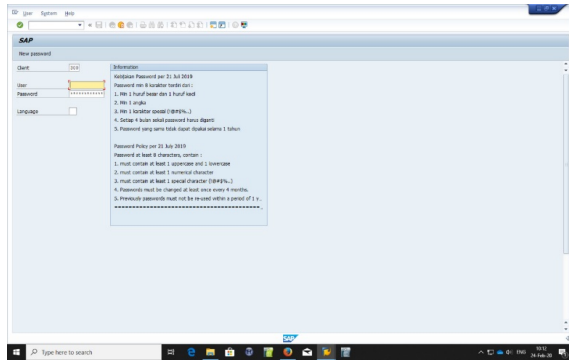 User System Help
SAP
New password
Client
User
Password ************
Language
Information
Kebijakan Password per 21 Jul 2019
Password min 8 karakter terdiri dari :
1. Min 1 huruf besar dan 1 huruf kecil
2. Min 1 angka
3. Min 1 karakter spesial (!@#$%...)
4. Setiap 4 bulan sekali password harus diganti
5. Password yang sama tidak dapat dipakai selama 1 tahun
Password Policy per 21 July 2019
Password at least 8 characters, contain :
1. must contain at least 1 uppercase and 1 lowercase
2. must contain at least 1 numerical character
3. must contain at least 1 special character (!@#$%...)
4. Passwords must be changed at least once every 4 months.
5. Previously passwords must not be re-used within a period of 1 y.
SAP
Type here to search
ENG
10:12
24-Feb-20